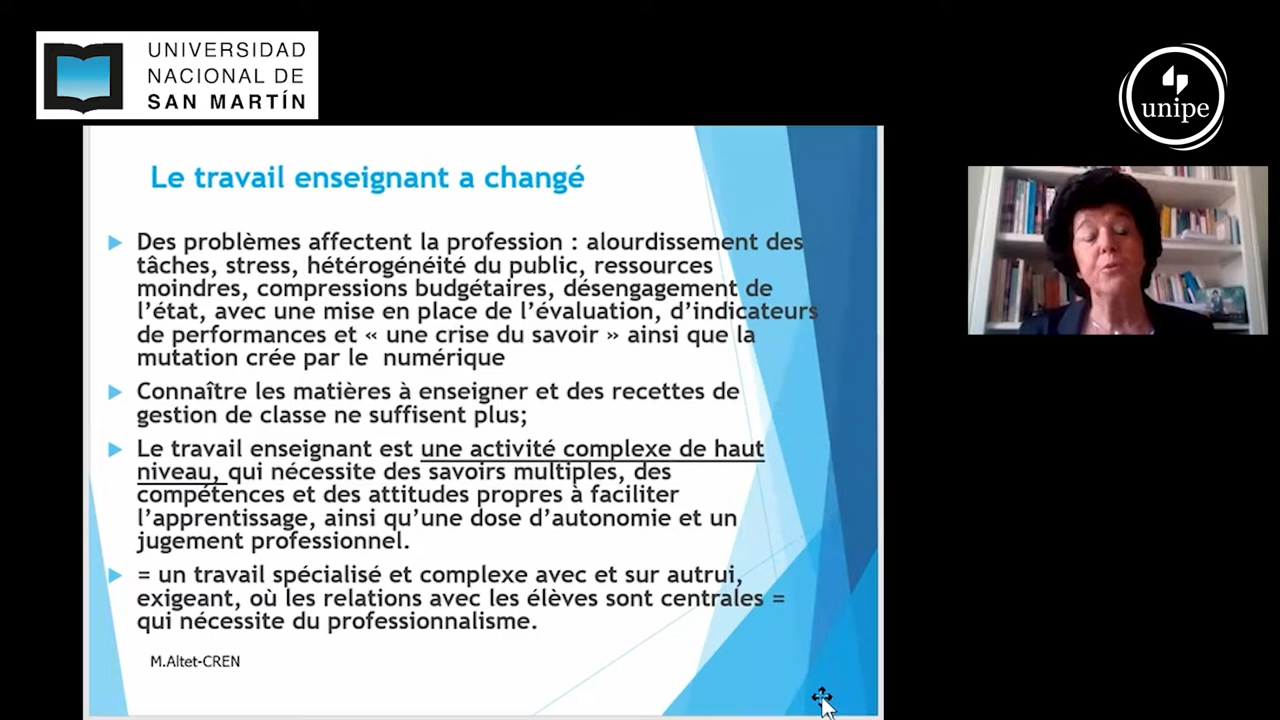 UNIVERSIDAD
NACIONAL DE
SAN MARTÍN
unipe
Le travail enseignant a changé
Des problèmes affectent la profession : alourdissement des
tâches, stress, hétérogénéité du public, ressources
moindres, compressions budgétaires, désengagement de
l’état, avec une mise en place de l’évaluation, d’indicateurs
de performances et « une crise du savoir » ainsi que la
mutation crée par le numérique
Connaître les matières à enseigner et des recettes de
gestion de classe ne suffisent plus;
Le travail enseignant est une activité complexe de haut
niveau, qui nécessite des savoirs multiples, des
compétences et des attitudes propres à faciliter
l’apprentissage, ainsi qu’une dose d’autonomie et un
jugement professionnel.
= un travail spécialisé et complexe avec et sur autrui,
exigeant, où les relations avec les élèves sont centrales =
qui nécessite du professionnalisme.
M.Altet-CREN